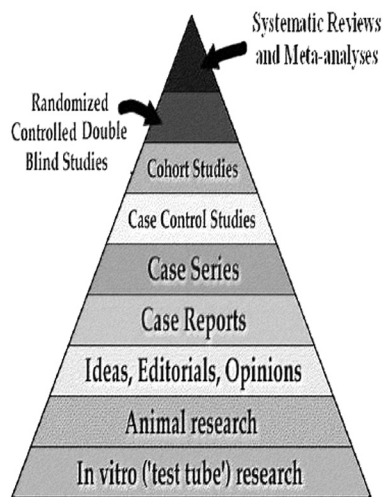 Systematic Reviews
and Meta-analyses
Randomized
Controlled Double
Blind Studies
Cohort Studies
Case Control Studies
Case Series
Case Reports
Ideas, Editorials, Opinions
Animal research
In vitro ('test tube') research